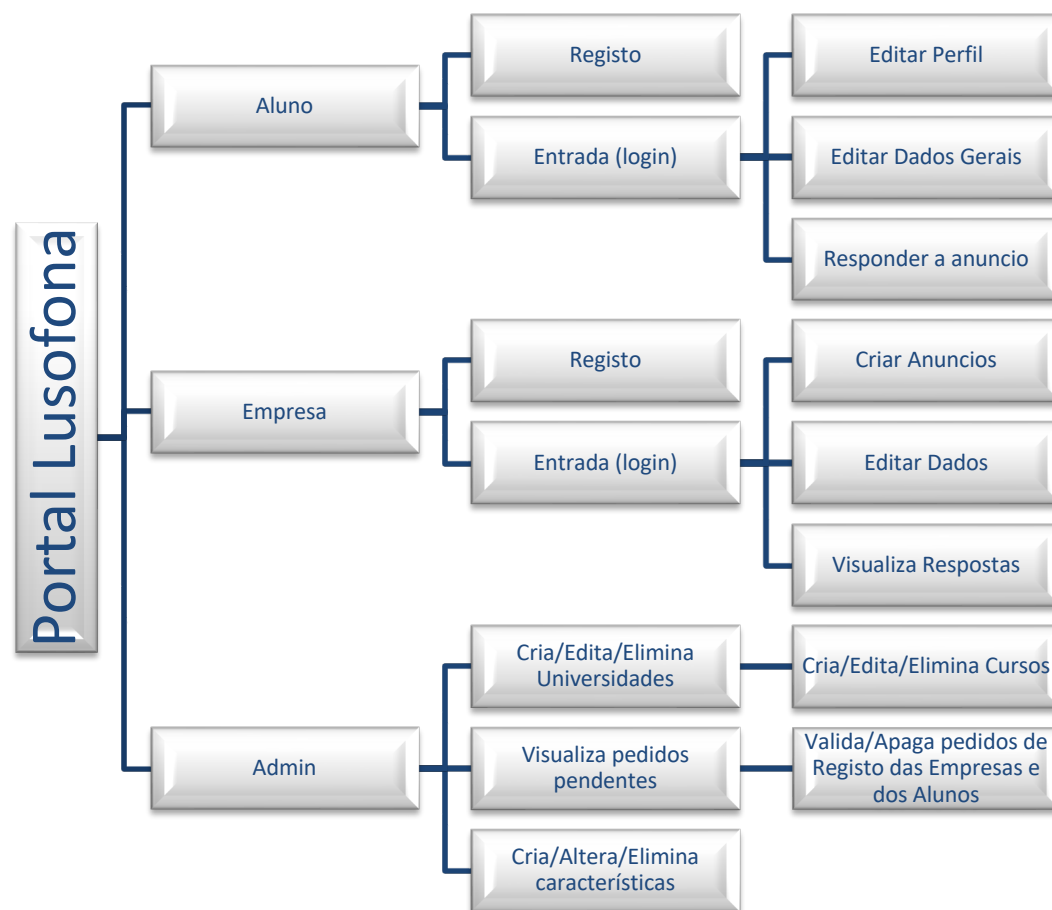 Portal Lusofona
Aluno
Registo
Entrada (login)
Editar Perfil
Editar Dados Gerais
Responder a anuncio
Empresa
Registo
Entrada (login)
Criar Anuncios
Editar Dados
Visualiza Respostas
Admin
Cria/Edita/Elimina
Universidades
Cria/Edita/Elimina Cursos
Visualiza pedidos
pendentes
Valida/Apaga pedidos de
Registo das Empresas e
dos Alunos
Cria/Altera/Elimina
características